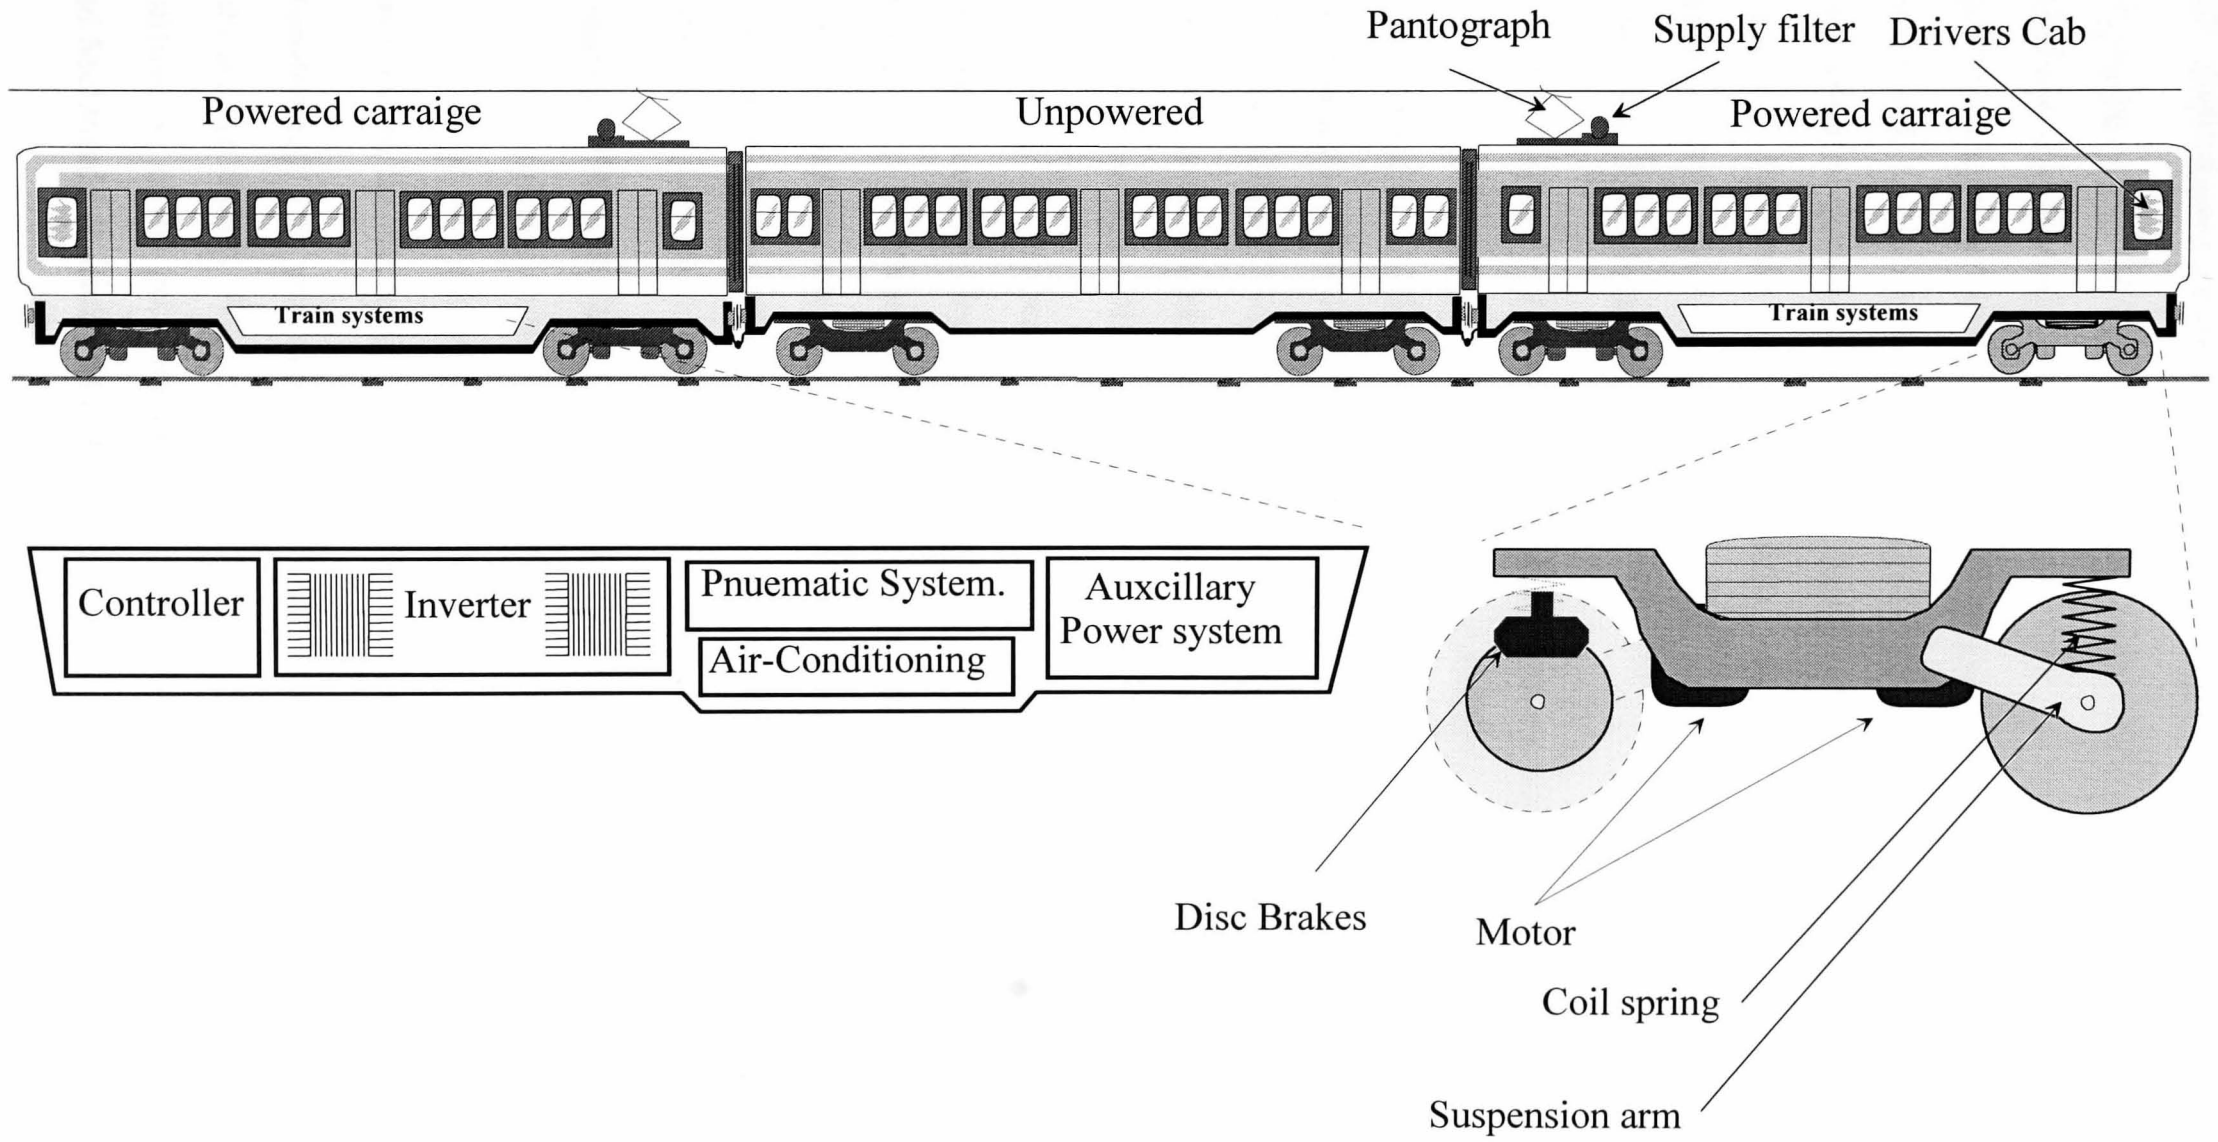 Pantograph
Supply filter
Drivers Cab
Powered carraige
Unpowered
Powered carraige
Train systems
Train systems
Controller
Inverter
Pnuematic System.
Air-Conditioning
Auxcillary
Power system
Disc Brakes
Motor
Coil spring
Suspension arm